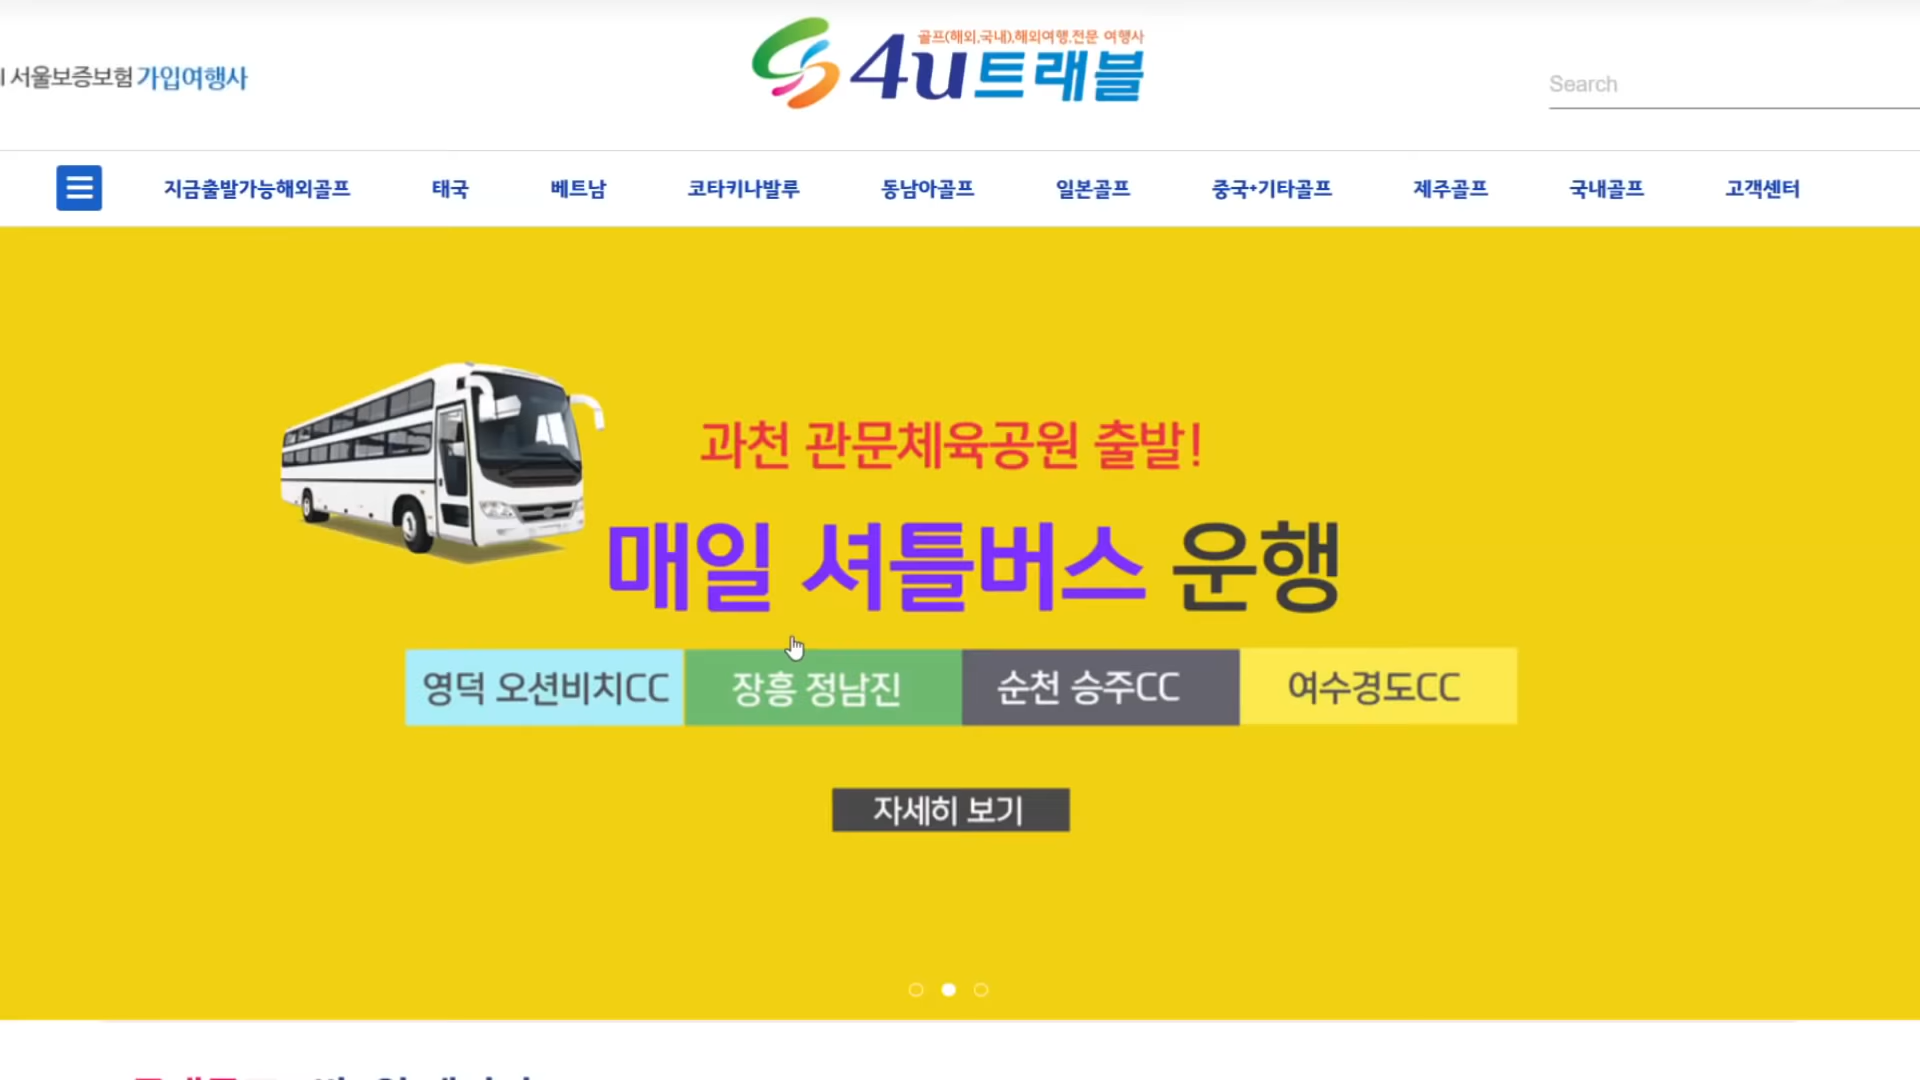 서울보증보험 가입여행사
골프(해외,국내),해외여행.전문 여행사
4u트래블
Search
지금출발가능해외골프 태국 베트남 코타키나발루 동남아골프 일본골프 중국+기타골프 제주골프 국내골프 고객센터
과천 관문체육공원 출발!
매일 셔틀버스 운행
영덕 오션비치CC 장흥 정남진 순천 승주CC 여수경도CC
자세히 보기